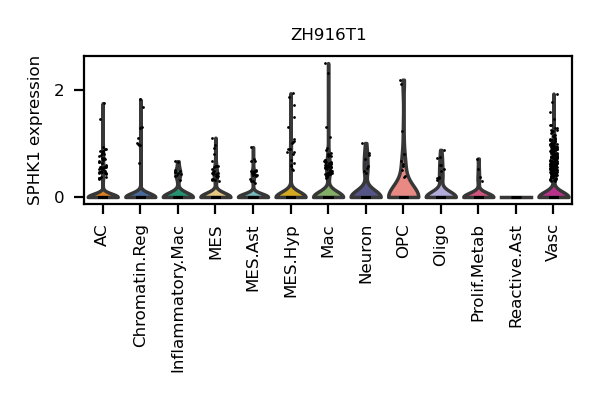 ZH916T1
SPHK1 expression
2
0
AC
Chromatin.Reg
Inflammatory.Mac
MES
MES.Ast
MES.Hyp
Mac
Neuron
OPC
Oligo
Prolif.Metab
Reactive.Ast
Vasc